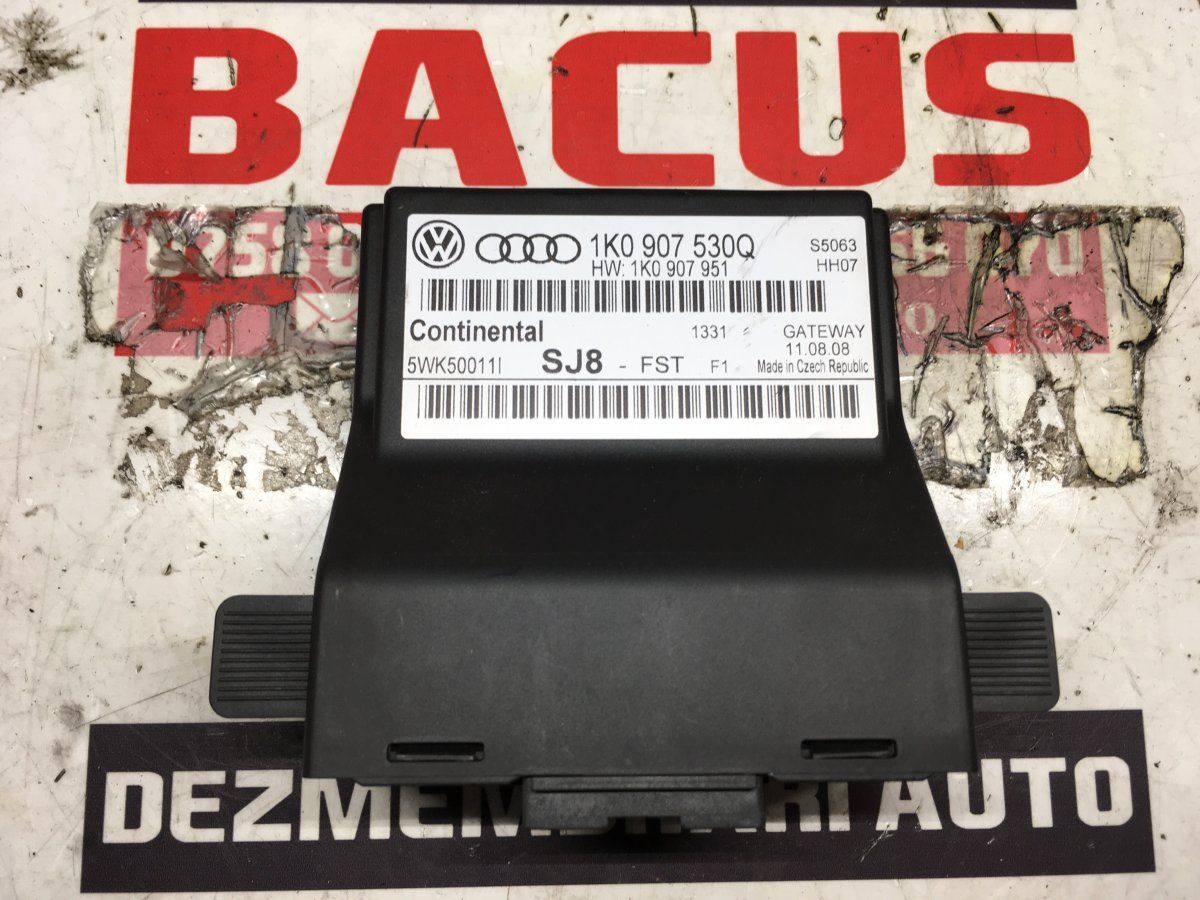 BACUS
1K0 907 530Q S5063
HW: 1K0 907 951 HH07
Continental 1331 GATEWAY
11.08.08
5WK50011I SJ8 - FST F1 Made in Czech Republic
AUTO